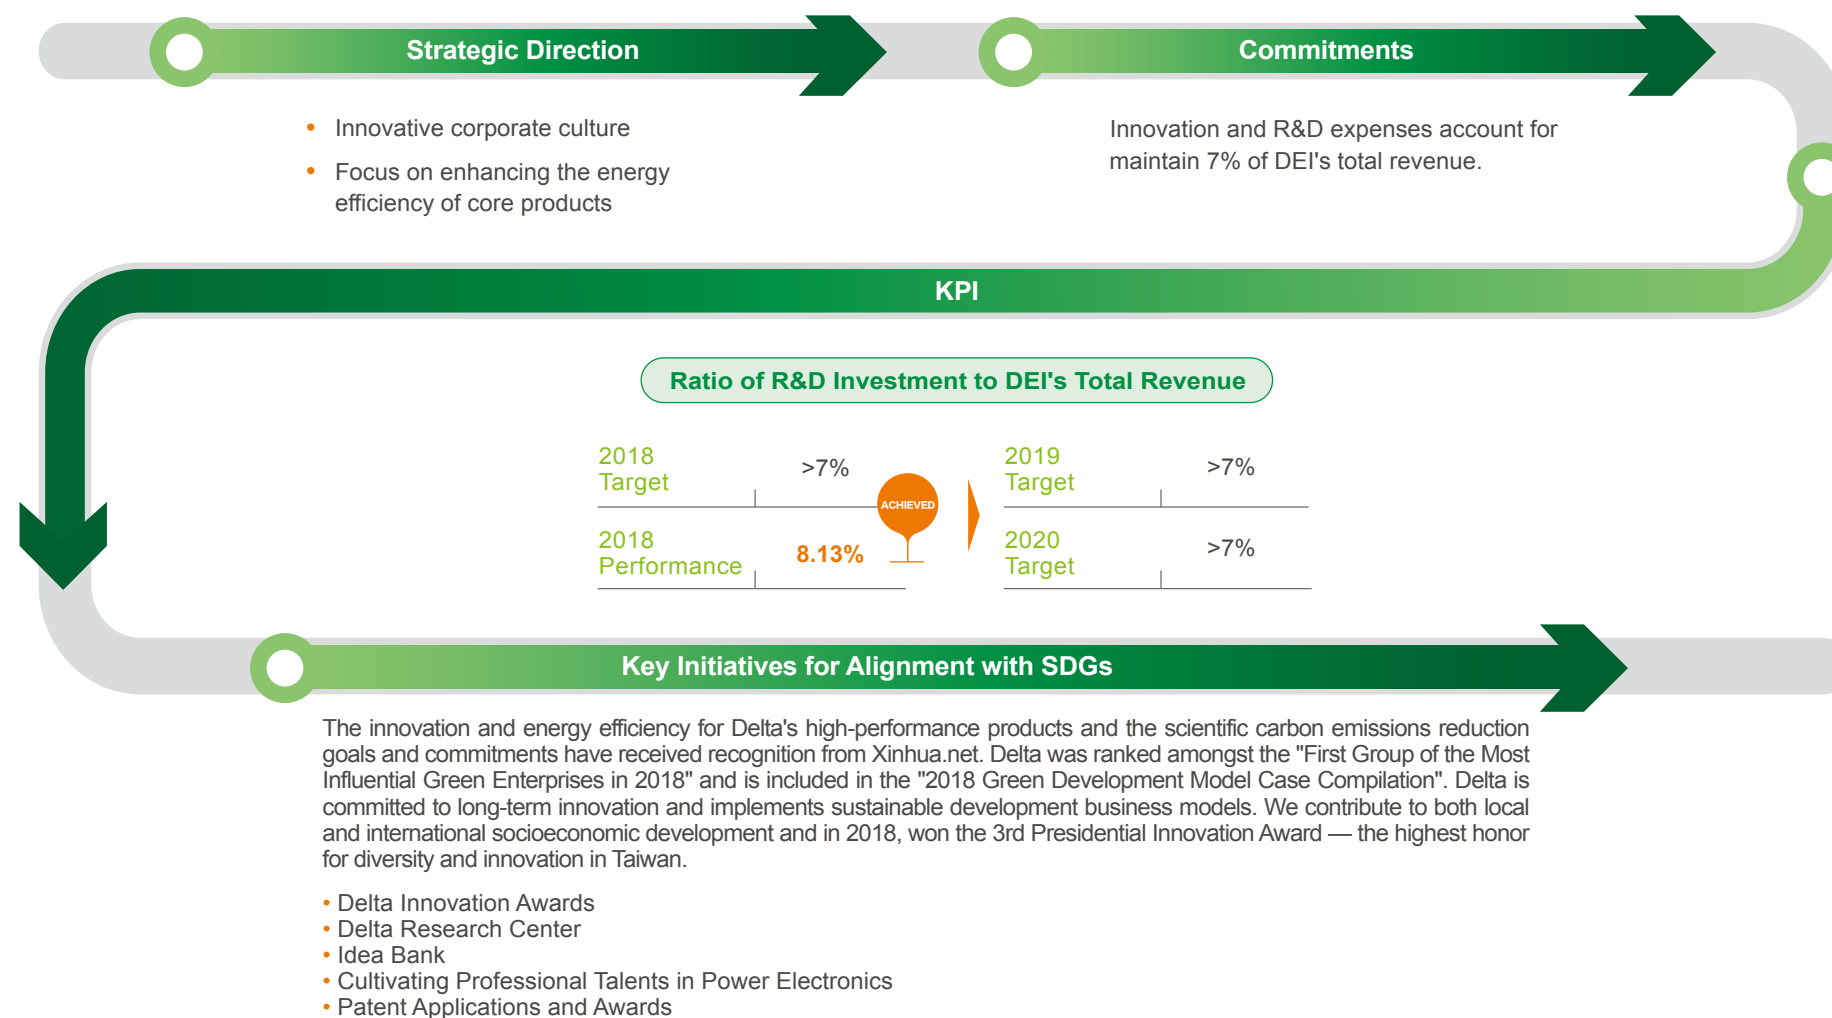 Strategic Direction
Commitments
• Innovative corporate culture
• Focus on enhancing the energy
efficiency of core products
Innovation and R&D expenses account for
maintain 7% of DEI's total revenue.
KPI
Ratio of R&D Investment to DEI's Total Revenue
2018
Target
>7%
ACHIEVED
2018
Performance
8.13%
2019
Target
>7%
2020
Target
>7%
Key Initiatives for Alignment with SDGs
The innovation and energy efficiency for Delta's high-performance products and the scientific carbon emissions reduction
goals and commitments have received recognition from Xinhua.net. Delta was ranked amongst the "First Group of the Most
Influential Green Enterprises in 2018" and is included in the "2018 Green Development Model Case Compilation". Delta is
committed to long-term innovation and implements sustainable development business models. We contribute to both local
and international socioeconomic development and in 2018, won the 3rd Presidential Innovation Award — the highest honor
for diversity and innovation in Taiwan.
• Delta Innovation Awards
• Delta Research Center
• Idea Bank
• Cultivating Professional Talents in Power Electronics
• Patent Applications and Awards